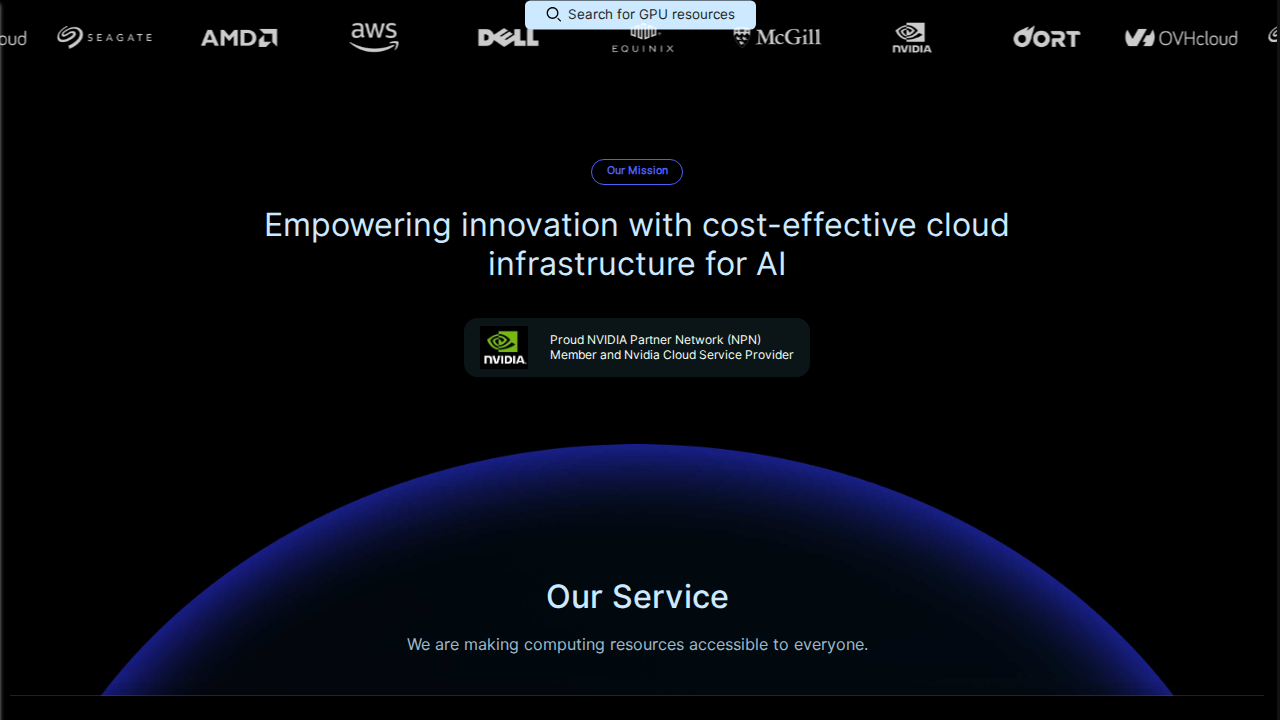 Search for GPU resources
oud
SEAGATE
AMD
aws
DELL
EQUINIX
McGill
NVIDIA
DORT
OVHcloud
Our Mission
Empowering innovation with cost-effective cloud
infrastructure for AI
NVIDIA.
Proud NVIDIA Partner Network (NPN)
Member and Nvidia Cloud Service Provider
Our Service
We are making computing resources accessible to everyone.